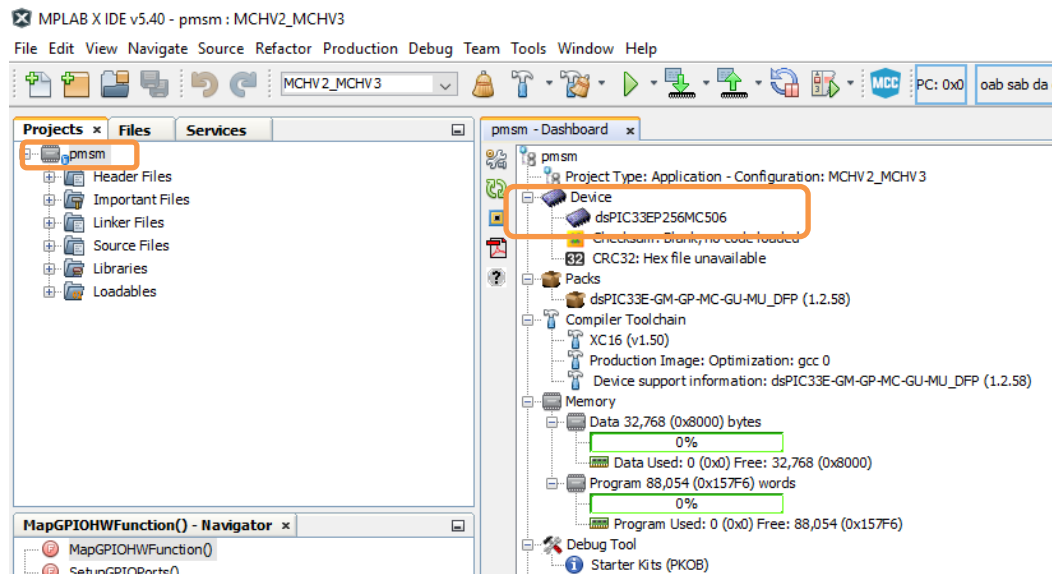 MPLAB X IDE v5.40 - pmsm : MCHV2_MCHV3
File Edit View Navigate Source Refactor Production Debug Team Tools Window Help
MCHV2_MCHV3
MCC
PC: 0x0
oab sab da
Projects x Files Services
pmsm
Header Files
Important Files
Linker Files
Source Files
Libraries
Loadables
MapGPIOHWFunction() - Navigator x
MapGPIOHWFunction()
SetupGPIOPorts()
pmsm - Dashboard x
pmsm
Project Type: Application - Configuration: MCHV2_MCHV3
Device
dsPIC33EP256MC506
Checksum: Blank, no code loaded
32 CRC32: Hex file unavailable
Packs
dsPIC33E-GM-GP-MC-GU-MU_DFP (1.2.58)
Compiler Toolchain
XC16 (v1.50)
Production Image: Optimization: gcc 0
Device support information: dsPIC33E-GM-GP-MC-GU-MU_DFP (1.2.58)
Memory
Data 32,768 (0x8000) bytes
0%
Data Used: 0 (0x0) Free: 32,768 (0x8000)
Program 88,054 (0x157F6) words
0%
Program Used: 0 (0x0) Free: 88,054 (0x157F6)
Debug Tool
Starter Kits (PKOB)